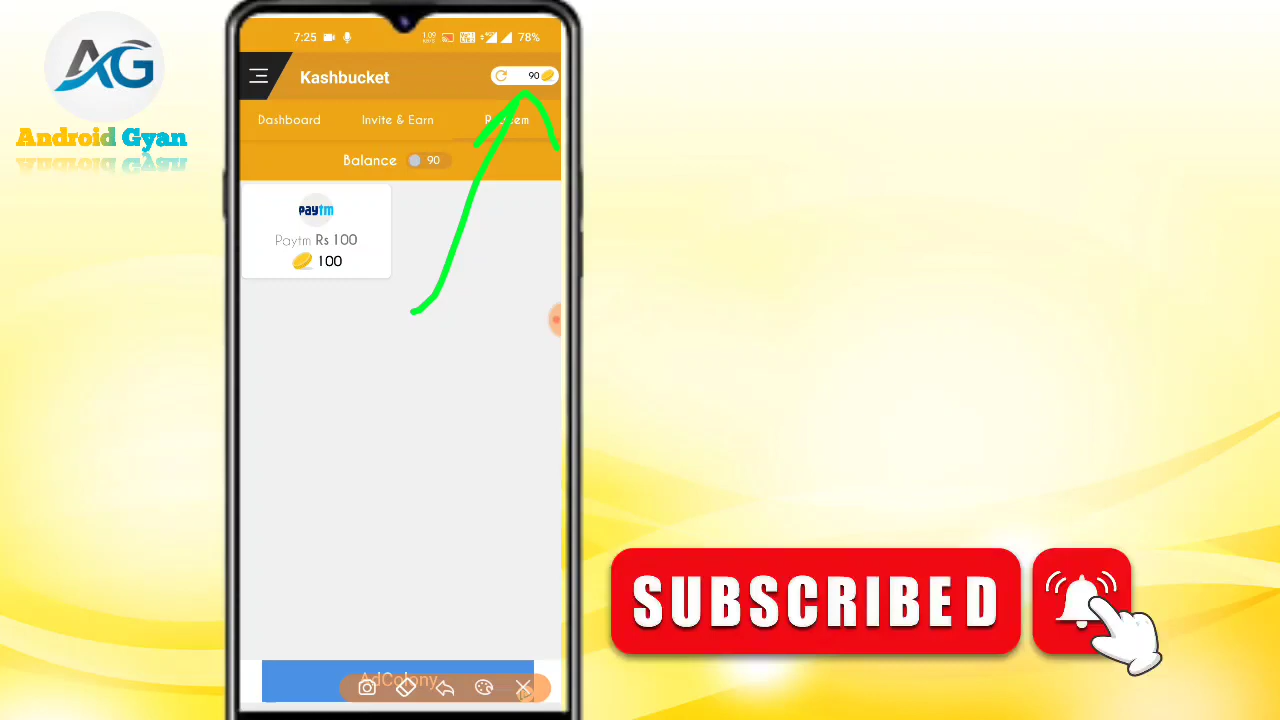 AG
Android Gyan
7:25
78%
Kashbucket
90
Dashboard
Invite & Earn
Balance
90
Paytm
Paytm Rs 100
100
AdColony
SUBSCRIBED